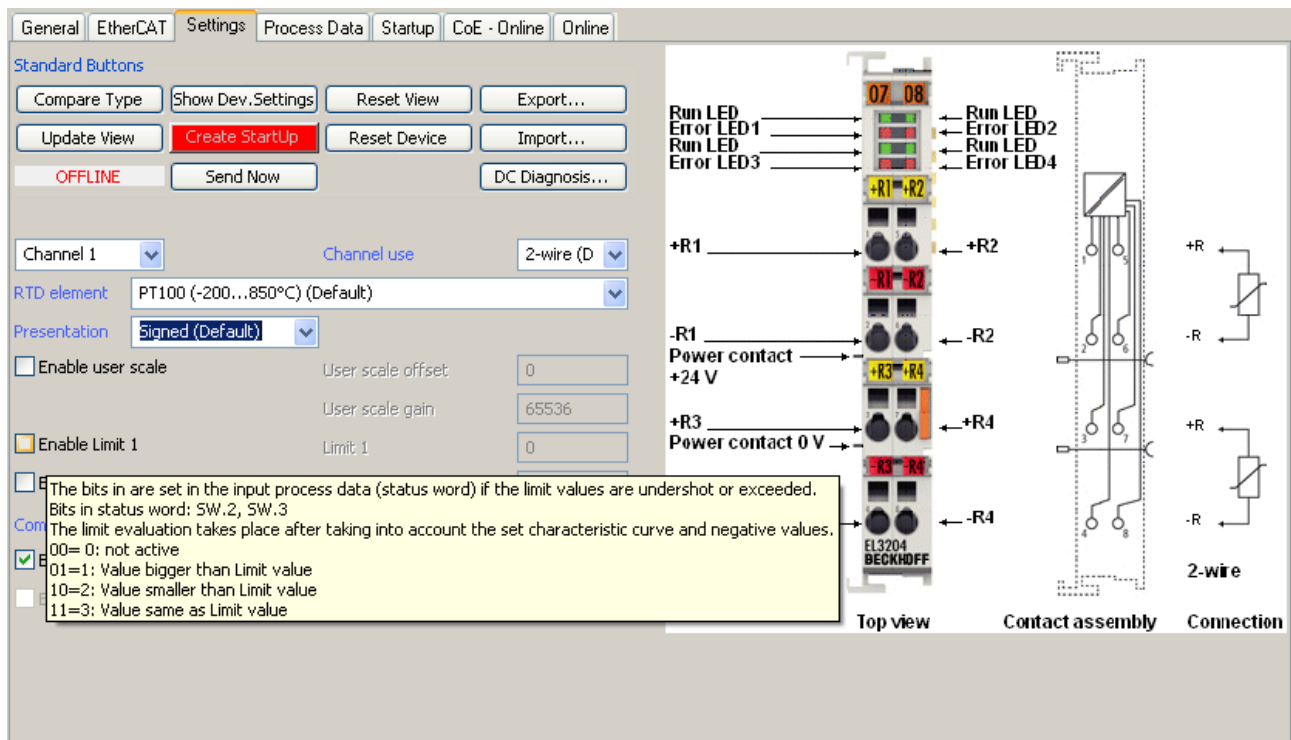 General EtherCAT Settings Process Data Startup CoE - Online Online
Standard Buttons
Compare Type Show Dev.Settings Reset View Export...
Update View Create StartUp Reset Device Import...
OFFLINE Send Now DC Diagnosis...
Channel 1 Channel use 2-wire (D
RTD element PT100 (-200...850°C) (Default)
Presentation Signed (Default)
Enable user scale User scale offset 0
User scale gain 65536
Enable Limit 1 Limit 1 0
The bits in are set in the input process data (status word) if the limit values are undershot or exceeded.
Bits in status word: SW.2, SW.3
The limit evaluation takes place after taking into account the set characteristic curve and negative values.
00= 0: not active
01=1: Value bigger than Limit value
10=2: Value smaller than Limit value
11=3: Value same as Limit value
07 08
Run LED Run LED
Error LED1 Error LED2
Run LED Run LED
Error LED3 Error LED4
+R1 +R2
+R1 +R2
-R1 -R2
-R1 -R2
Power contact
+24 V
+R3 +R4
+R3 +R4
Power contact 0 V
-R3 -R4
-R4
EL3204
BECKHOFF
Top view
1 5
2 6
3 7
4 8
Contact assembly
+R
-R
+R
-R
2-wire
Connection